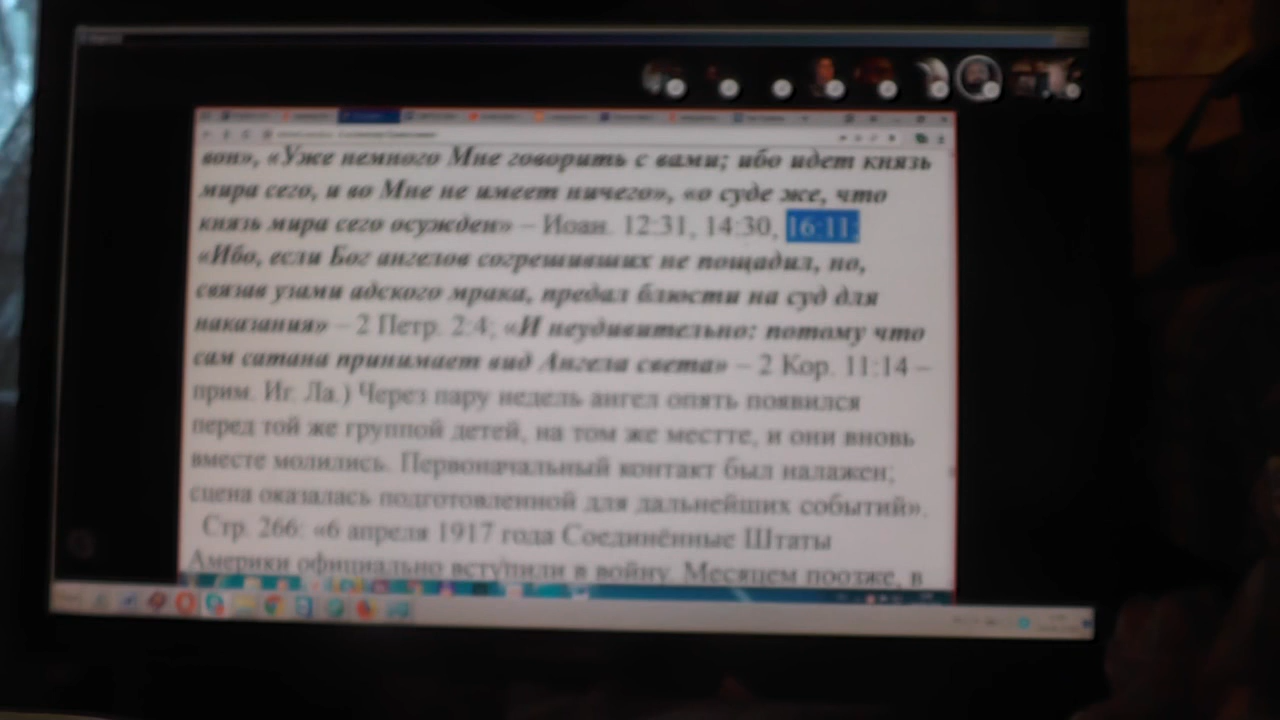 вон», «Уже немного Мне говорить с вами; ибо идет князь
мира сего, и во Мне не имеет ничего», «о суде же, что
князь мира сего осужден» – Иоан. 12:31, 14:30, 16:11;
«Ибо, если Бог ангелов согрешивших не пощадил, но,
связав узами адского мрака, предал блюсти на суд для
наказания» – 2 Петр. 2:4; «И неудивительно: потому что
сам сатана принимает вид Ангела света» – 2 Кор. 11:14 –
прим. Иг. Ла.) Через пару недель ангел опять появился
перед той же группой детей, на том же местте, и они вновь
вместе молились. Первоначальный контакт был налажен;
сцена оказалась подготовленной для дальнейших событий».
Стр. 266: «6 апреля 1917 года Соединённые Штаты
Америки официально вступили в войну. Месяцем поозже, в